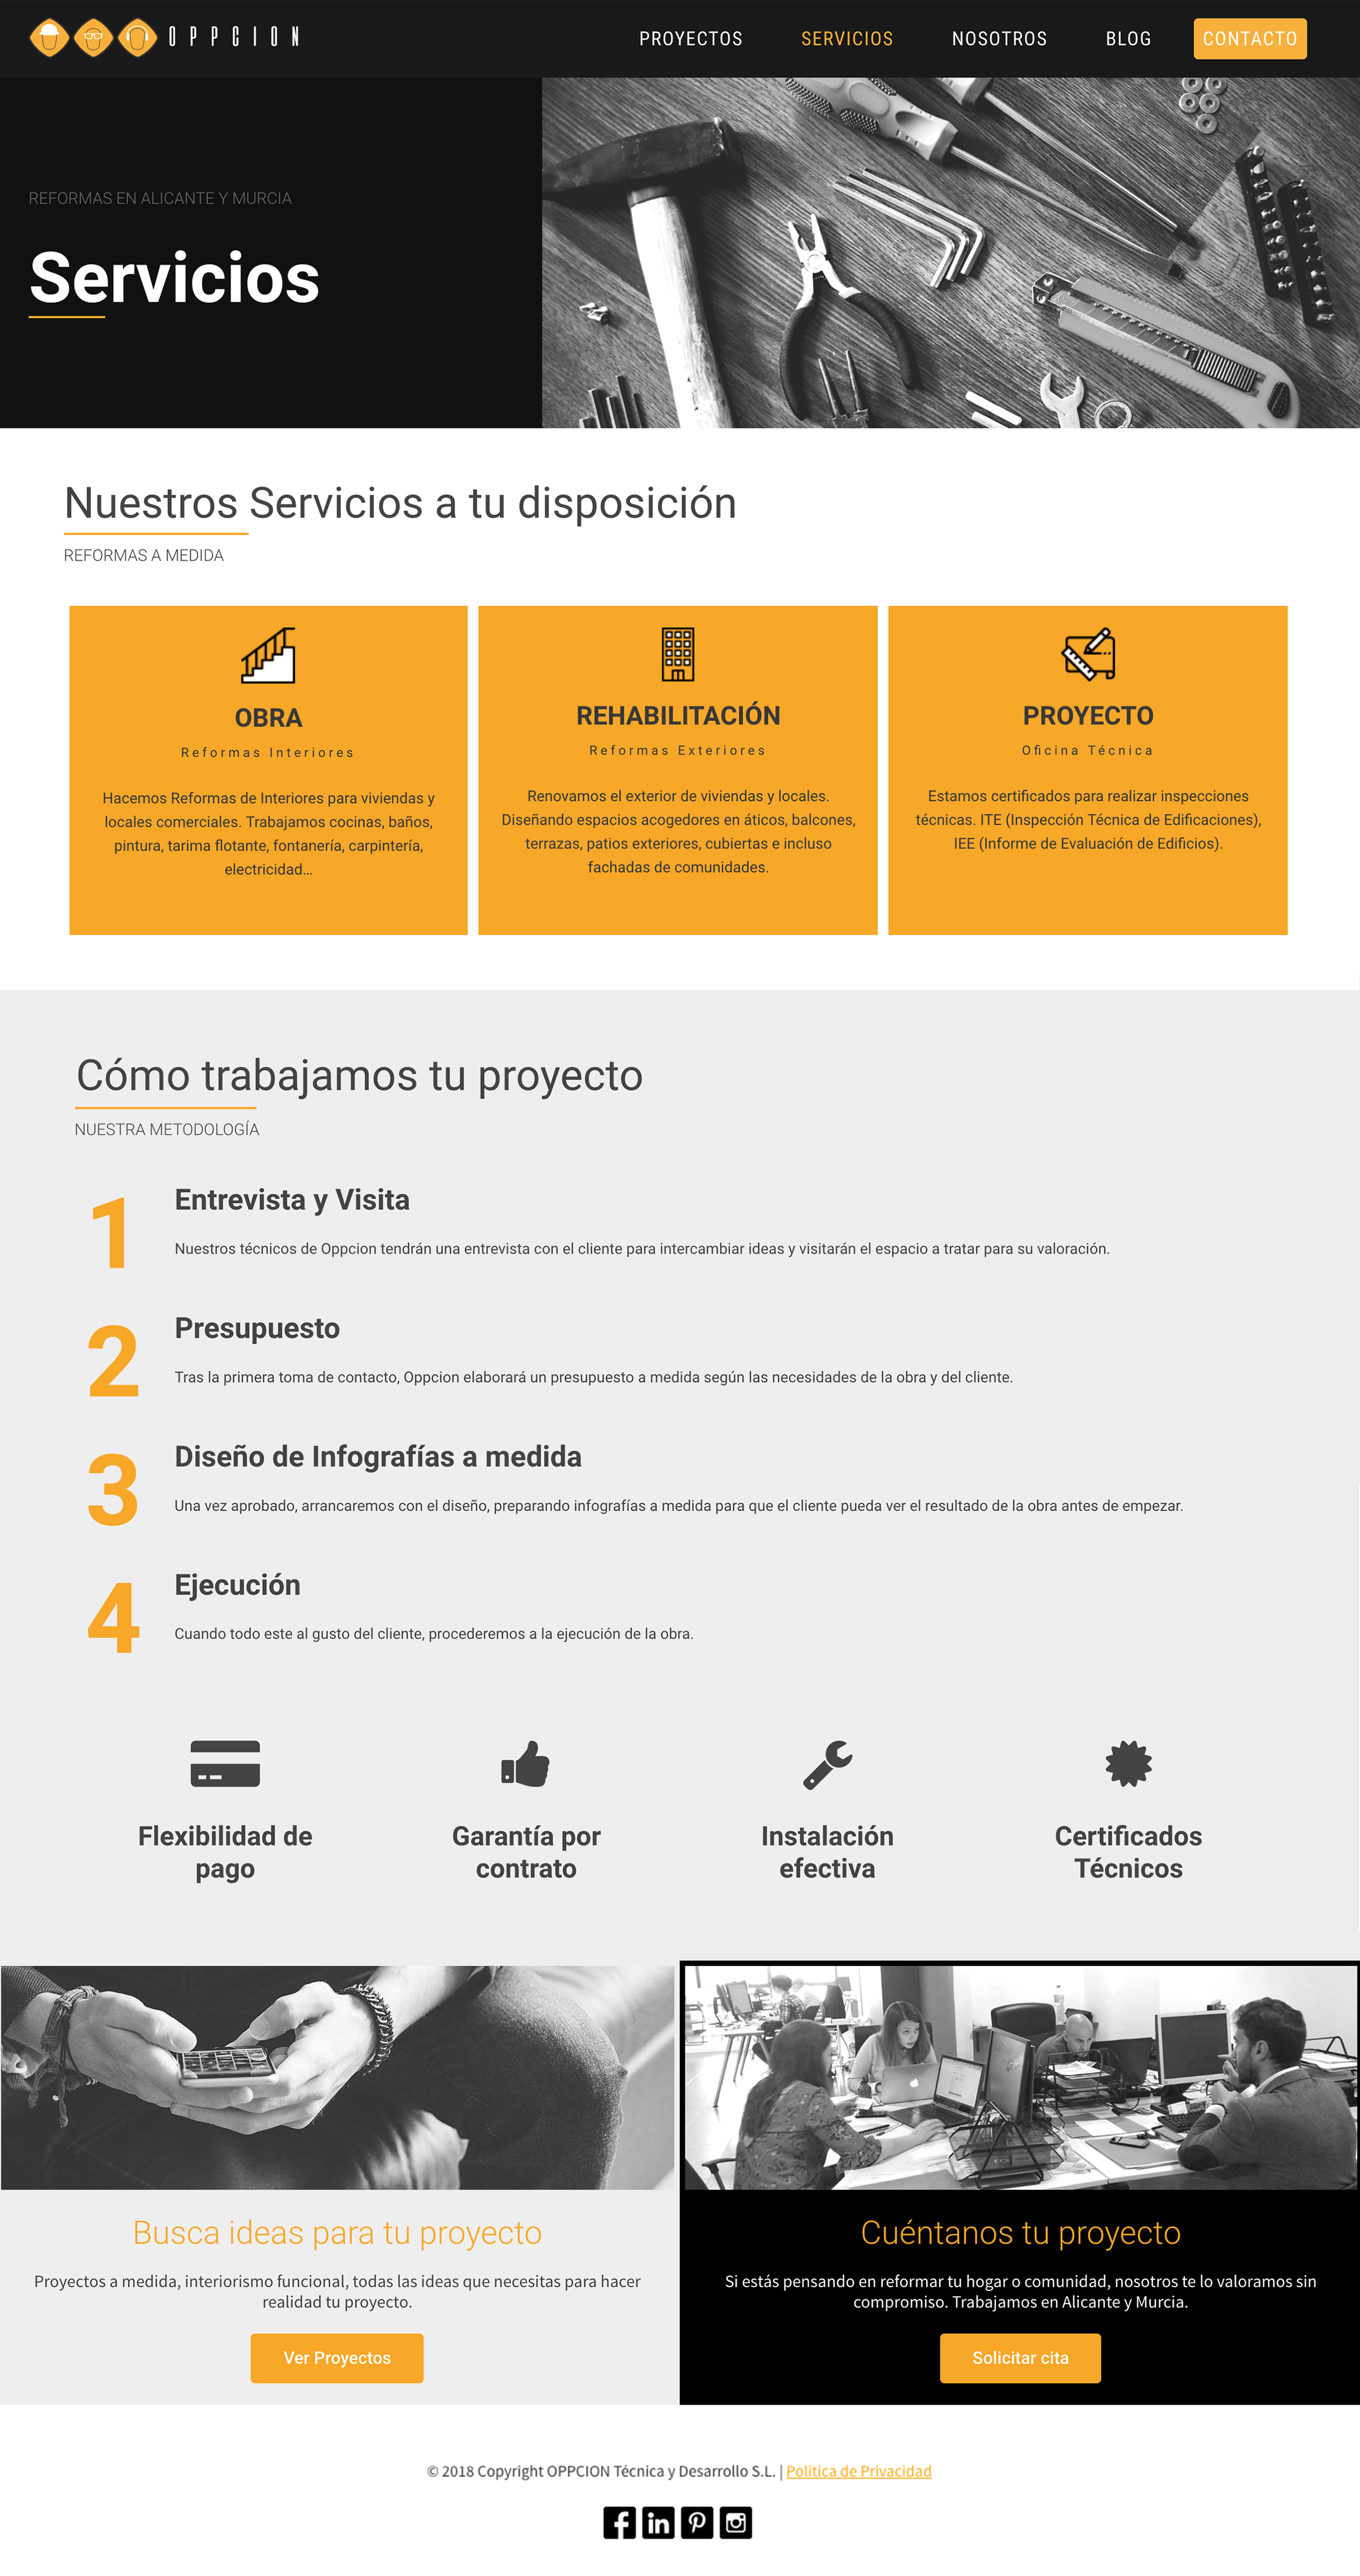 OPPCION
PROYECTOS
SERVICIOS
NOSOTROS
BLOG
CONTACTO
REFORMAS EN ALICANTE Y MURCIA
Servicios
Nuestros Servicios a tu disposición
REFORMAS A MEDIDA
OBRA
Reformas Interiores
Hacemos Reformas de Interiores para viviendas y
locales comerciales. Trabajamos cocinas, baños,
pintura, tarima flotante, fontanería, carpintería,
electricidad...
REHABILITACIÓN
Reformas Exteriores
Renovamos el exterior de viviendas y locales.
Diseñando espacios acogedores en áticos, balcones,
terrazas, patios exteriores, cubiertas e incluso
fachadas de comunidades.
PROYECTO
Oficina Técnica
Estamos certificados para realizar inspecciones
técnicas. ITE (Inspección Técnica de Edificaciones),
IEE (Informe de Evaluación de Edificios).
Cómo trabajamos tu proyecto
NUESTRA METODOLOGÍA
1
Entrevista y Visita
Nuestros técnicos de Oppcion tendrán una entrevista con el cliente para intercambiar ideas y visitarán el espacio a tratar para su valoración.
2
Presupuesto
Tras la primera toma de contacto, Oppcion elaborará un presupuesto a medida según las necesidades de la obra y del cliente.
3
Diseño de Infografías a medida
Una vez aprobado, arrancaremos con el diseño, preparando infografías a medida para que el cliente pueda ver el resultado de la obra antes de empezar.
4
Ejecución
Cuando todo este al gusto del cliente, procederemos a la ejecución de la obra.
Flexibilidad de
pago
Garantía por
contrato
Instalación
efectiva
Certificados
Técnicos
Busca ideas para tu proyecto
Proyectos a medida, interiorismo funcional, todas las ideas que necesitas para hacer
realidad tu proyecto.
Ver Proyectos
Cuéntanos tu proyecto
Si estás pensando en reformar tu hogar o comunidad, nosotros te lo valoramos sin
compromiso. Trabajamos en Alicante y Murcia.
Solicitar cita
© 2018 Copyright OPPCION Técnica y Desarrollo S.L. | Politica de Privacidad